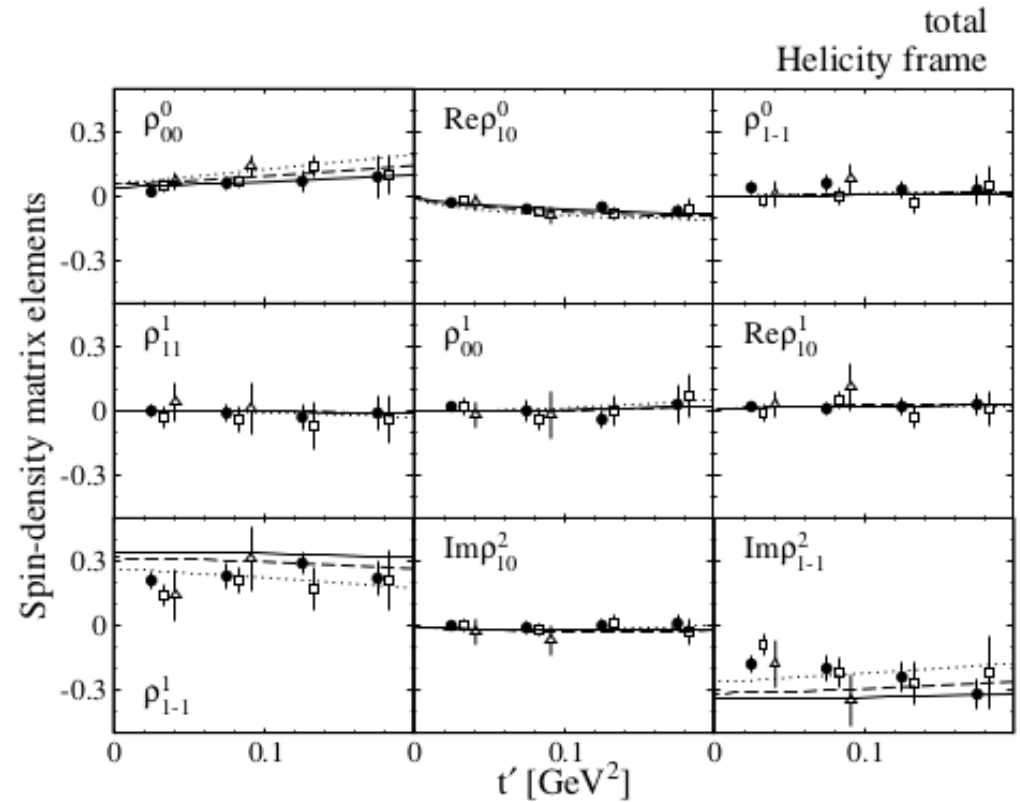 total
Helicity frame
ρ⁰₀₀
Reρ⁰₁₀
ρ⁰₁₋₁
0.3
0
-0.3
ρ¹₁₁
ρ¹₀₀
Reρ¹₁₀
0.3
0
-0.3
ρ¹₁₋₁
Imρ²₁₀
Imρ²₁₋₁
0.3
0
-0.3
0 0.1 0 0.1 0 0.1
t′ [GeV²]
Spin-density matrix elements